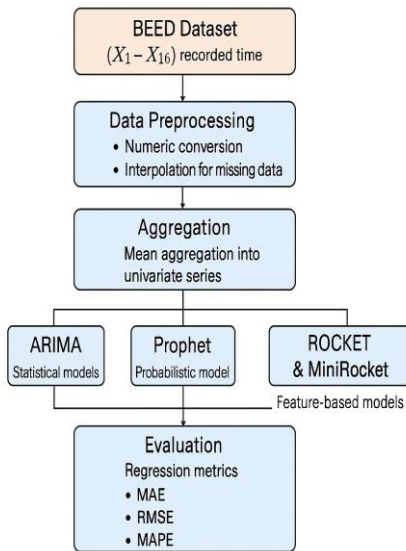 BEED Dataset
(X₁ – X₁₆) recorded time
Data Preprocessing
• Numeric conversion
• Interpolation for missing data
Aggregation
Mean aggregation into
univariate series
ARIMA
Statistical models
Prophet
Probabilistic model
ROCKET
& MiniRocket
Feature-based models
Evaluation
Regression metrics
• MAE
• RMSE
• MAPE